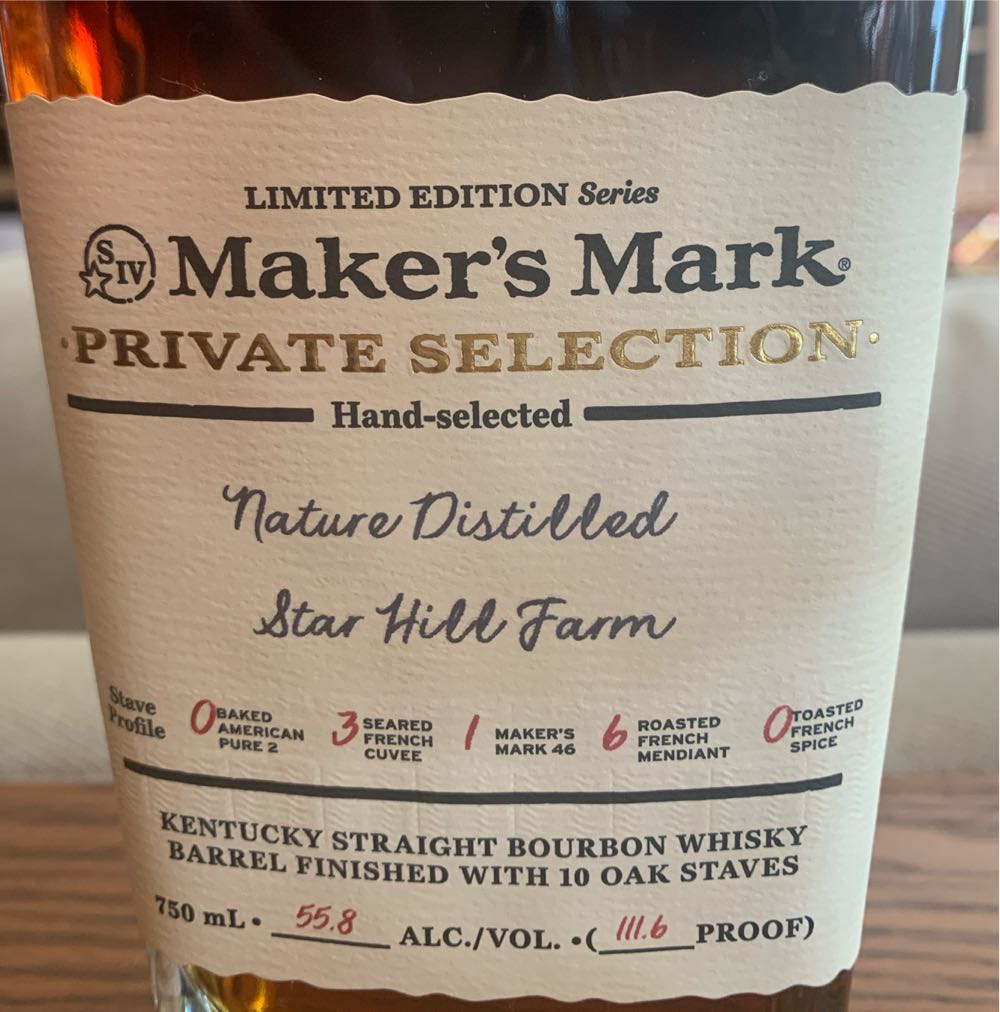 LIMITED EDITION Series
S IV Maker's Mark®
·PRIVATE SELECTION·
Hand-selected
Nature Distilled
Star Hill Farm
Stave Profile
0 BAKED AMERICAN PURE 2
3 SEARED FRENCH CUVEE
1 MAKER'S MARK 46
6 ROASTED FRENCH MENDIANT
0 TOASTED FRENCH SPICE
KENTUCKY STRAIGHT BOURBON WHISKY
BARREL FINISHED WITH 10 OAK STAVES
750 mL • 55.8 ALC./VOL. • (111.6 PROOF)